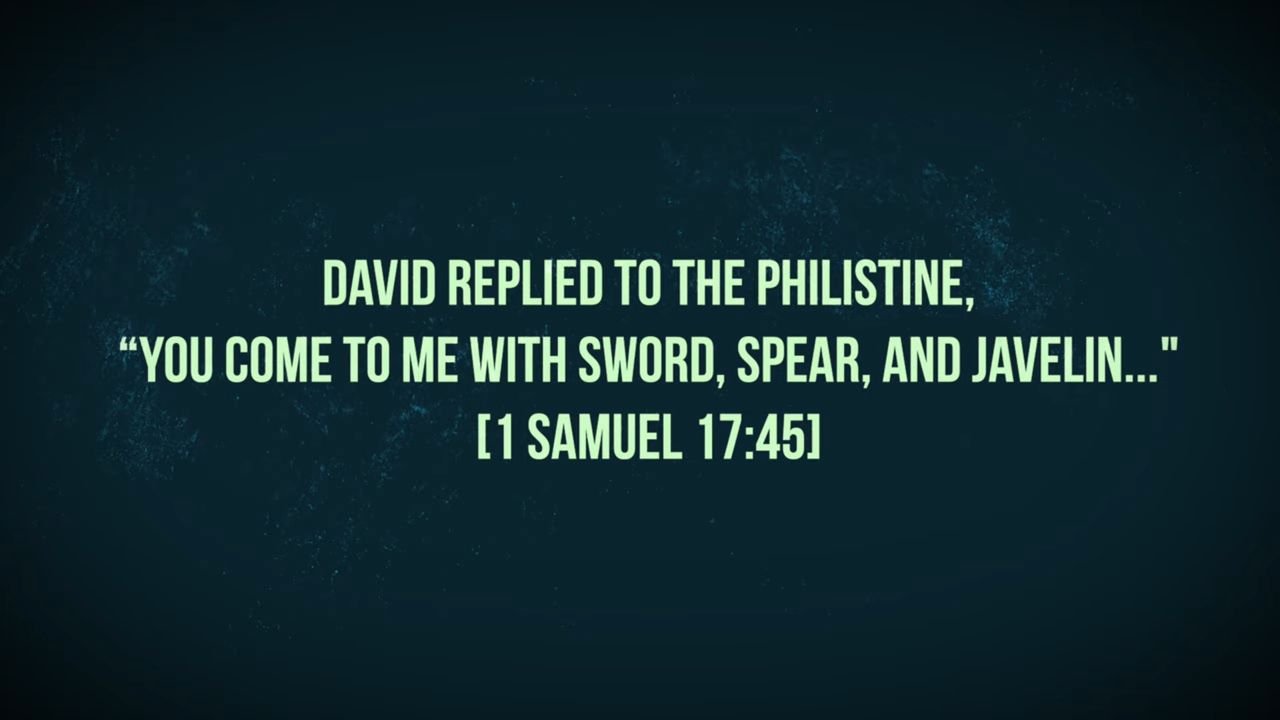 DAVID REPLIED TO THE PHILISTINE,
“YOU COME TO ME WITH SWORD, SPEAR, AND JAVELIN..."
[1 SAMUEL 17:45]